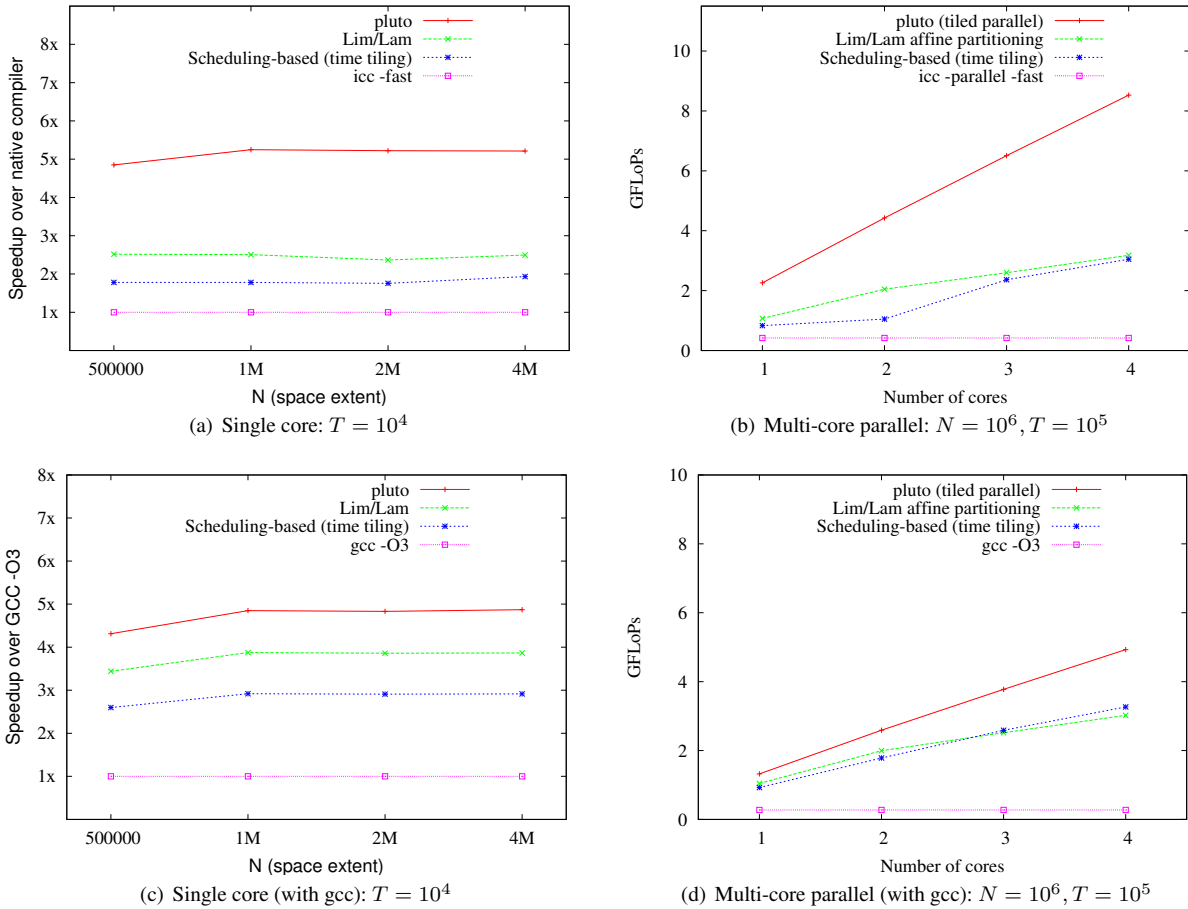 pluto
Lim/Lam
Scheduling-based (time tiling)
icc -fast
Speedup over native compiler
8x
7x
6x
5x
4x
3x
2x
1x
500000 1M 2M 4M
N (space extent)
(a) Single core: T = 10^4
pluto (tiled parallel)
Lim/Lam affine partitioning
Scheduling-based (time tiling)
icc -parallel -fast
GFLoPs
10
8
6
4
2
0
1 2 3 4
Number of cores
(b) Multi-core parallel: N = 10^6, T = 10^5
pluto
Lim/Lam
Scheduling-based (time tiling)
gcc -O3
Speedup over GCC -O3
8x
7x
6x
5x
4x
3x
2x
1x
500000 1M 2M 4M
N (space extent)
(c) Single core (with gcc): T = 10^4
pluto (tiled parallel)
Lim/Lam affine partitioning
Scheduling-based (time tiling)
gcc -O3
GFLoPs
10
8
6
4
2
0
1 2 3 4
Number of cores
(d) Multi-core parallel (with gcc): N = 10^6, T = 10^5